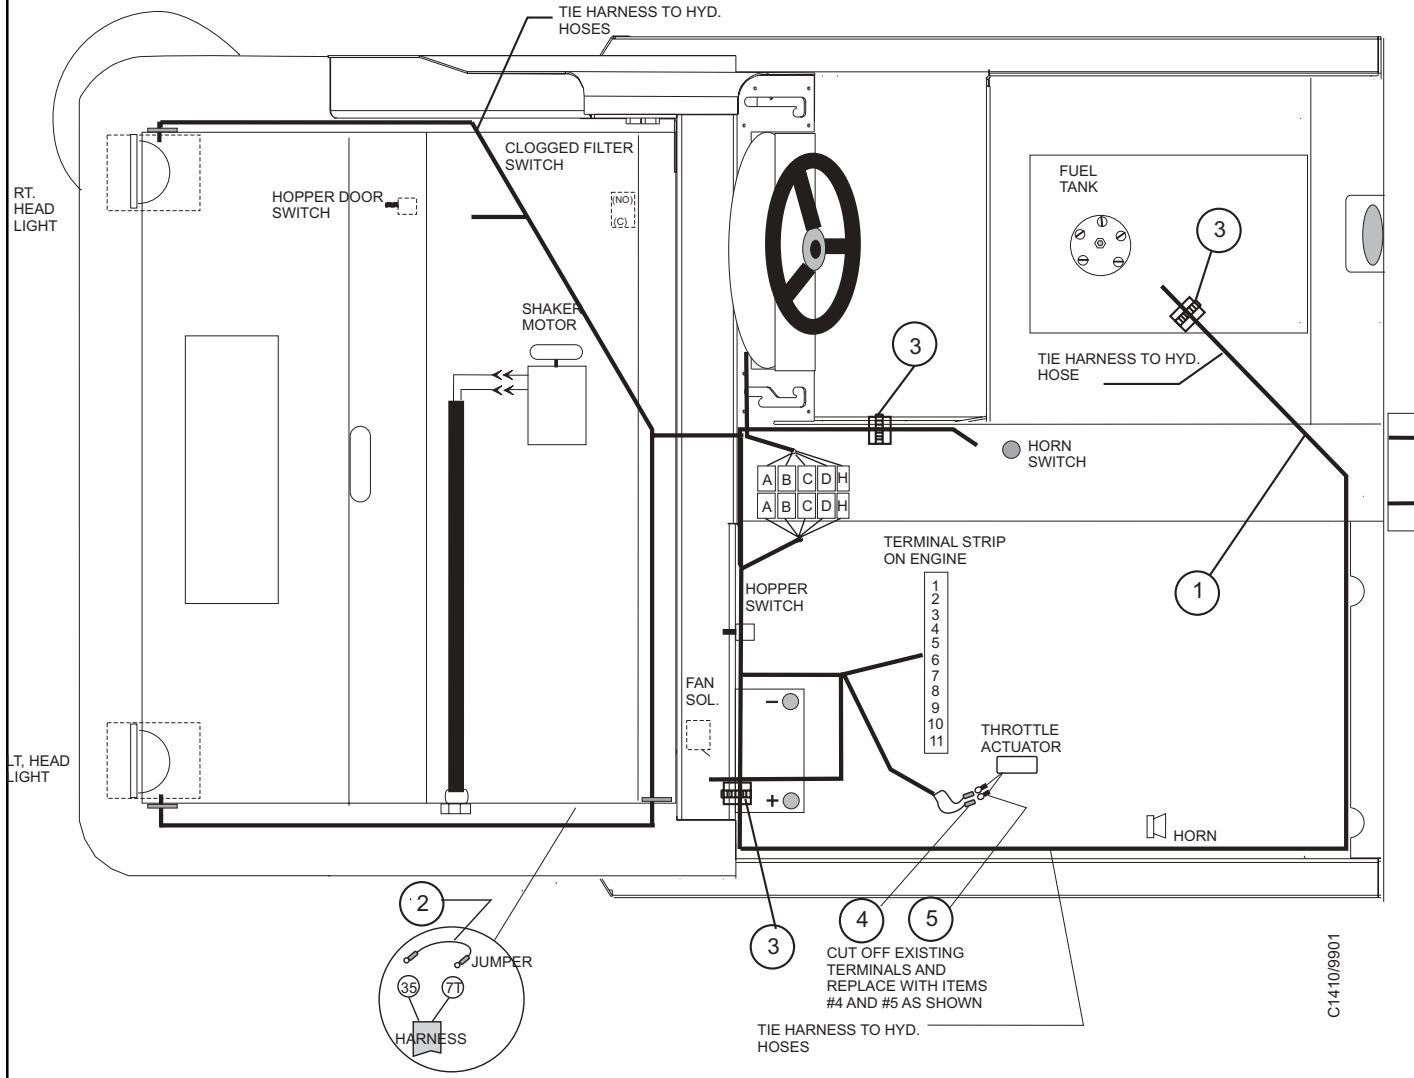 TIE HARNESS TO HYD.
HOSES
CLOGGED FILTER
SWITCH
FUEL
TANK
RT.
HEAD
LIGHT
HOPPER DOOR
SWITCH
(NO)
(C)
3
SHAKER
MOTOR
3
TIE HARNESS TO HYD.
HOSE
HORN
SWITCH
A B C D H
A B C D H
TERMINAL STRIP
ON ENGINE
HOPPER
SWITCH
1
2
3
4
5
6
7
8
9
10
11
1
FAN
SOL.
–
+
THROTTLE
ACTUATOR
LT, HEAD
LIGHT
HORN
2
JUMPER
35
7T
HARNESS
3
4
5
CUT OFF EXISTING
TERMINALS AND
REPLACE WITH ITEMS
#4 AND #5 AS SHOWN
TIE HARNESS TO HYD.
HOSES
C1410/9901